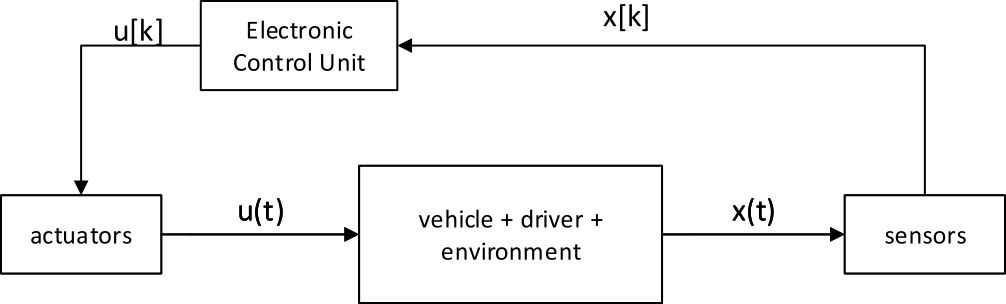 u[k]
Electronic
Control Unit
x[k]
actuators
u(t)
vehicle + driver +
environment
x(t)
sensors